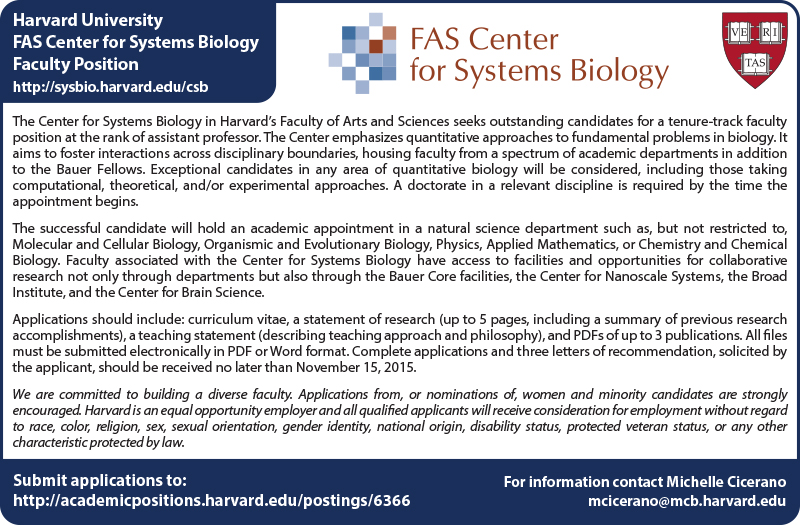 Harvard University
FAS Center for Systems Biology
Faculty Position
http://sysbio.harvard.edu/csb
FAS Center
for Systems Biology
VE RI
TAS
The Center for Systems Biology in Harvard's Faculty of Arts and Sciences seeks outstanding candidates for a tenure-track faculty
position at the rank of assistant professor. The Center emphasizes quantitative approaches to fundamental problems in biology. It
aims to foster interactions across disciplinary boundaries, housing faculty from a spectrum of academic departments in addition
to the Bauer Fellows. Exceptional candidates in any area of quantitative biology will be considered, including those taking
computational, theoretical, and/or experimental approaches. A doctorate in a relevant discipline is required by the time the
appointment begins.
The successful candidate will hold an academic appointment in a natural science department such as, but not restricted to,
Molecular and Cellular Biology, Organismic and Evolutionary Biology, Physics, Applied Mathematics, or Chemistry and Chemical
Biology. Faculty associated with the Center for Systems Biology have access to facilities and opportunities for collaborative
research not only through departments but also through the Bauer Core facilities, the Center for Nanoscale Systems, the Broad
Institute, and the Center for Brain Science.
Applications should include: curriculum vitae, a statement of research (up to 5 pages, including a summary of previous research
accomplishments), a teaching statement (describing teaching approach and philosophy), and PDFs of up to 3 publications. All files
must be submitted electronically in PDF or Word format. Complete applications and three letters of recommendation, solicited by
the applicant, should be received no later than November 15, 2015.
We are committed to building a diverse faculty. Applications from, or nominations of, women and minority candidates are strongly
encouraged. Harvard is an equal opportunity employer and all qualified applicants will receive consideration for employment without regard
to race, color, religion, sex, sexual orientation, gender identity, national origin, disability status, protected veteran status, or any other
characteristic protected by law.
Submit applications to:
http://academicpositions.harvard.edu/postings/6366
For information contact Michelle Cicerano
mcicerano@mcb.harvard.edu